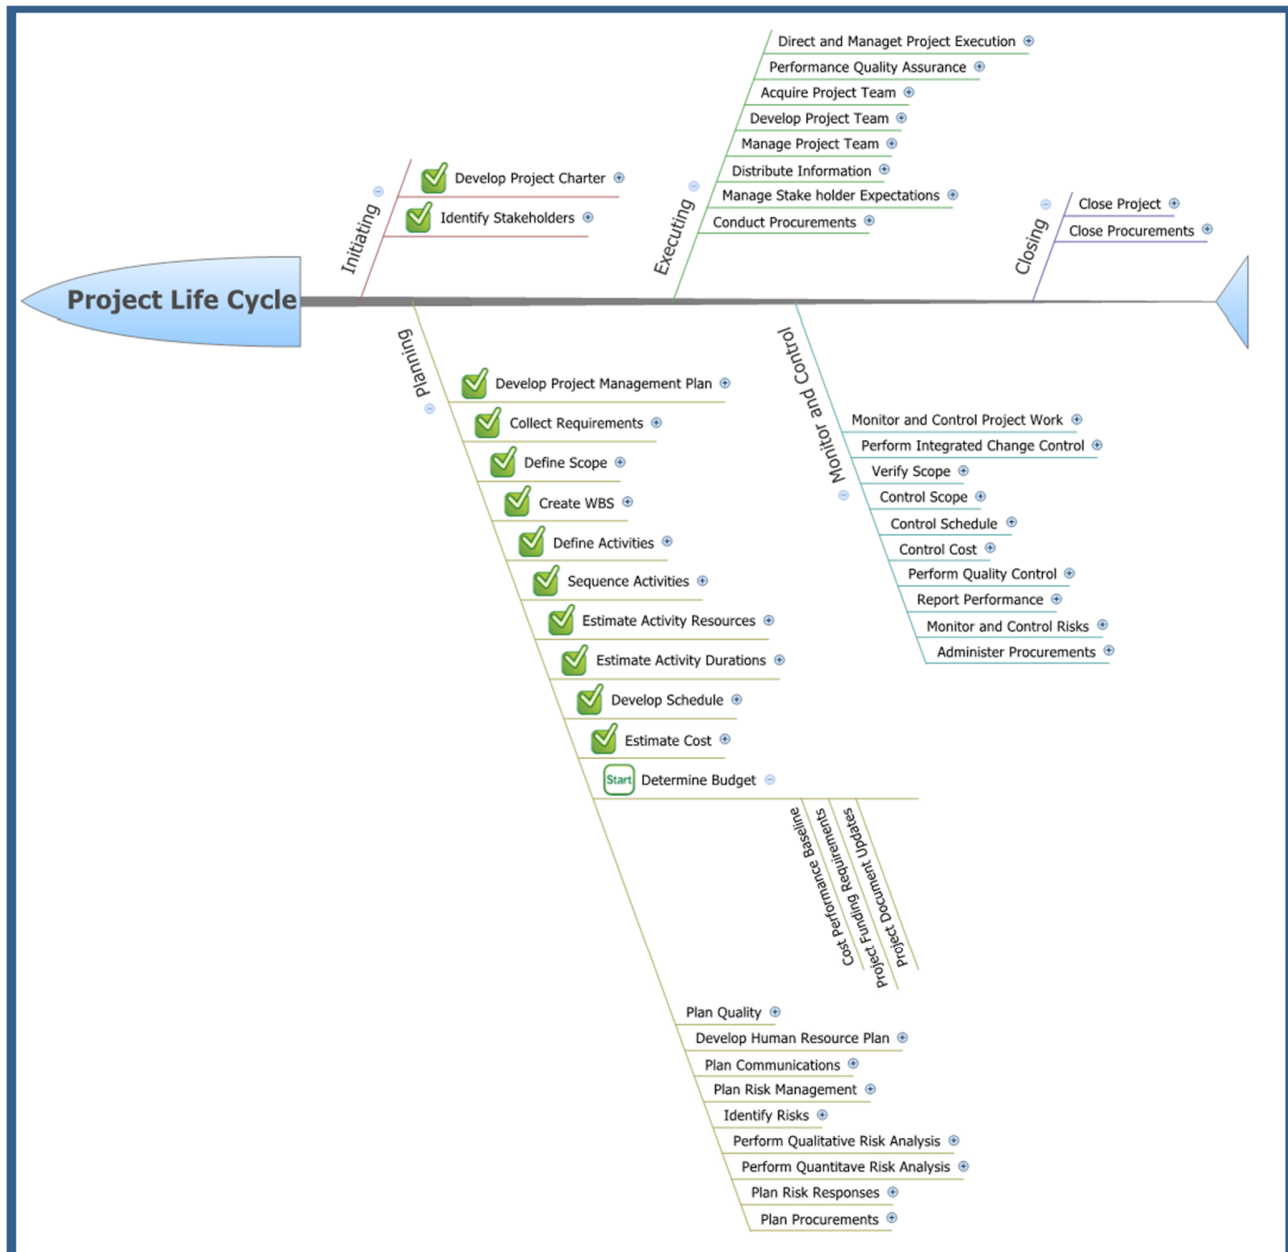 Project Life Cycle
Initiating
Develop Project Charter
Identify Stakeholders
Executing
Direct and Managet Project Execution
Performance Quality Assurance
Acquire Project Team
Develop Project Team
Manage Project Team
Distribute Information
Manage Stake holder Expectations
Conduct Procurements
Closing
Close Project
Close Procurements
Planning
Develop Project Management Plan
Collect Requirements
Define Scope
Create WBS
Define Activities
Sequence Activities
Estimate Activity Resources
Estimate Activity Durations
Develop Schedule
Estimate Cost
Start Determine Budget
Cost Performance Baseline
Project Funding Requirements
Project Document Updates
Plan Quality
Develop Human Resource Plan
Plan Communications
Plan Risk Management
Identify Risks
Perform Qualitative Risk Analysis
Perform Quantitave Risk Analysis
Plan Risk Responses
Plan Procurements
Monitor and Control
Monitor and Control Project Work
Perform Integrated Change Control
Verify Scope
Control Scope
Control Schedule
Control Cost
Perform Quality Control
Report Performance
Monitor and Control Risks
Administer Procurements